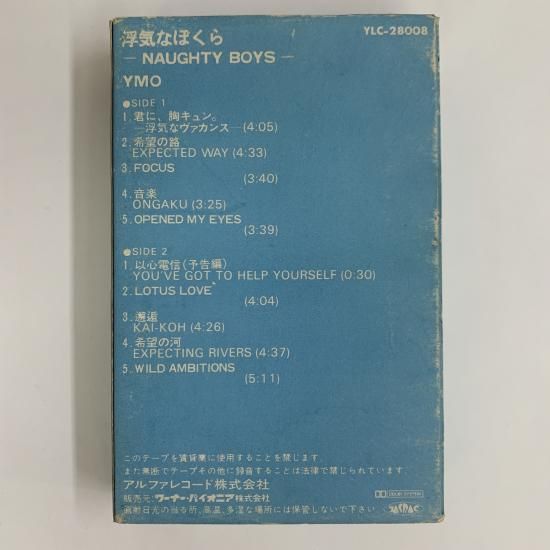 浮気なぼくら
YLC-28008
— NAUGHTY BOYS —
YMO
●SIDE 1
1. 君に、胸キュン。
—浮気なヴァカンス—(4:05)
2. 希望の路
EXPECTED WAY (4:33)
3. FOCUS
(3:40)
4. 音楽
ONGAKU (3:25)
5. OPENED MY EYES
(3:39)
●SIDE 2
1. 以心電信(予告編)
YOU'VE GOT TO HELP YOURSELF (0:30)
2. LOTUS LOVE
(4:04)
3. 邂逅
KAI-KOH (4:26)
4. 希望の河
EXPECTING RIVERS (4:37)
5. WILD AMBITIONS
(5:11)
このテープを賃貸業に使用することを禁じます。
また無断でテープその他に録音することは法律で禁じられています。
アルファレコード株式会社
販売元:ワーナー・パイオニア株式会社
DOLBY SYSTEM
JASRAC
直射日光の当る所、高温、多湿な場所には保管しないで下さい。